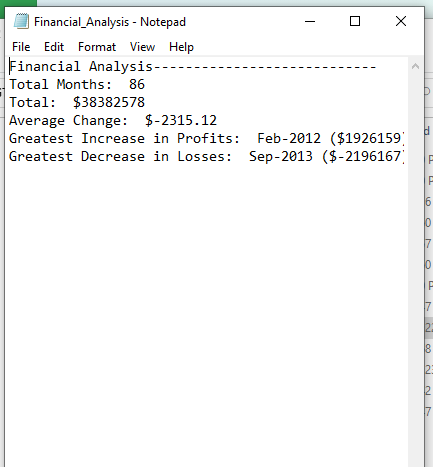 Financial_Analysis - Notepad
File Edit Format View Help
Financial Analysis----------------------------
Total Months:  86
Total:  $38382578
Average Change:  $-2315.12
Greatest Increase in Profits:  Feb-2012 ($1926159)
Greatest Decrease in Losses:  Sep-2013 ($-2196167)